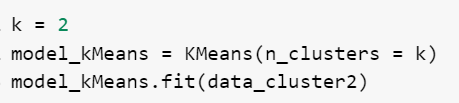 k = 2
model_kMeans = KMeans(n_clusters = k)
model_kMeans.fit(data_cluster2)